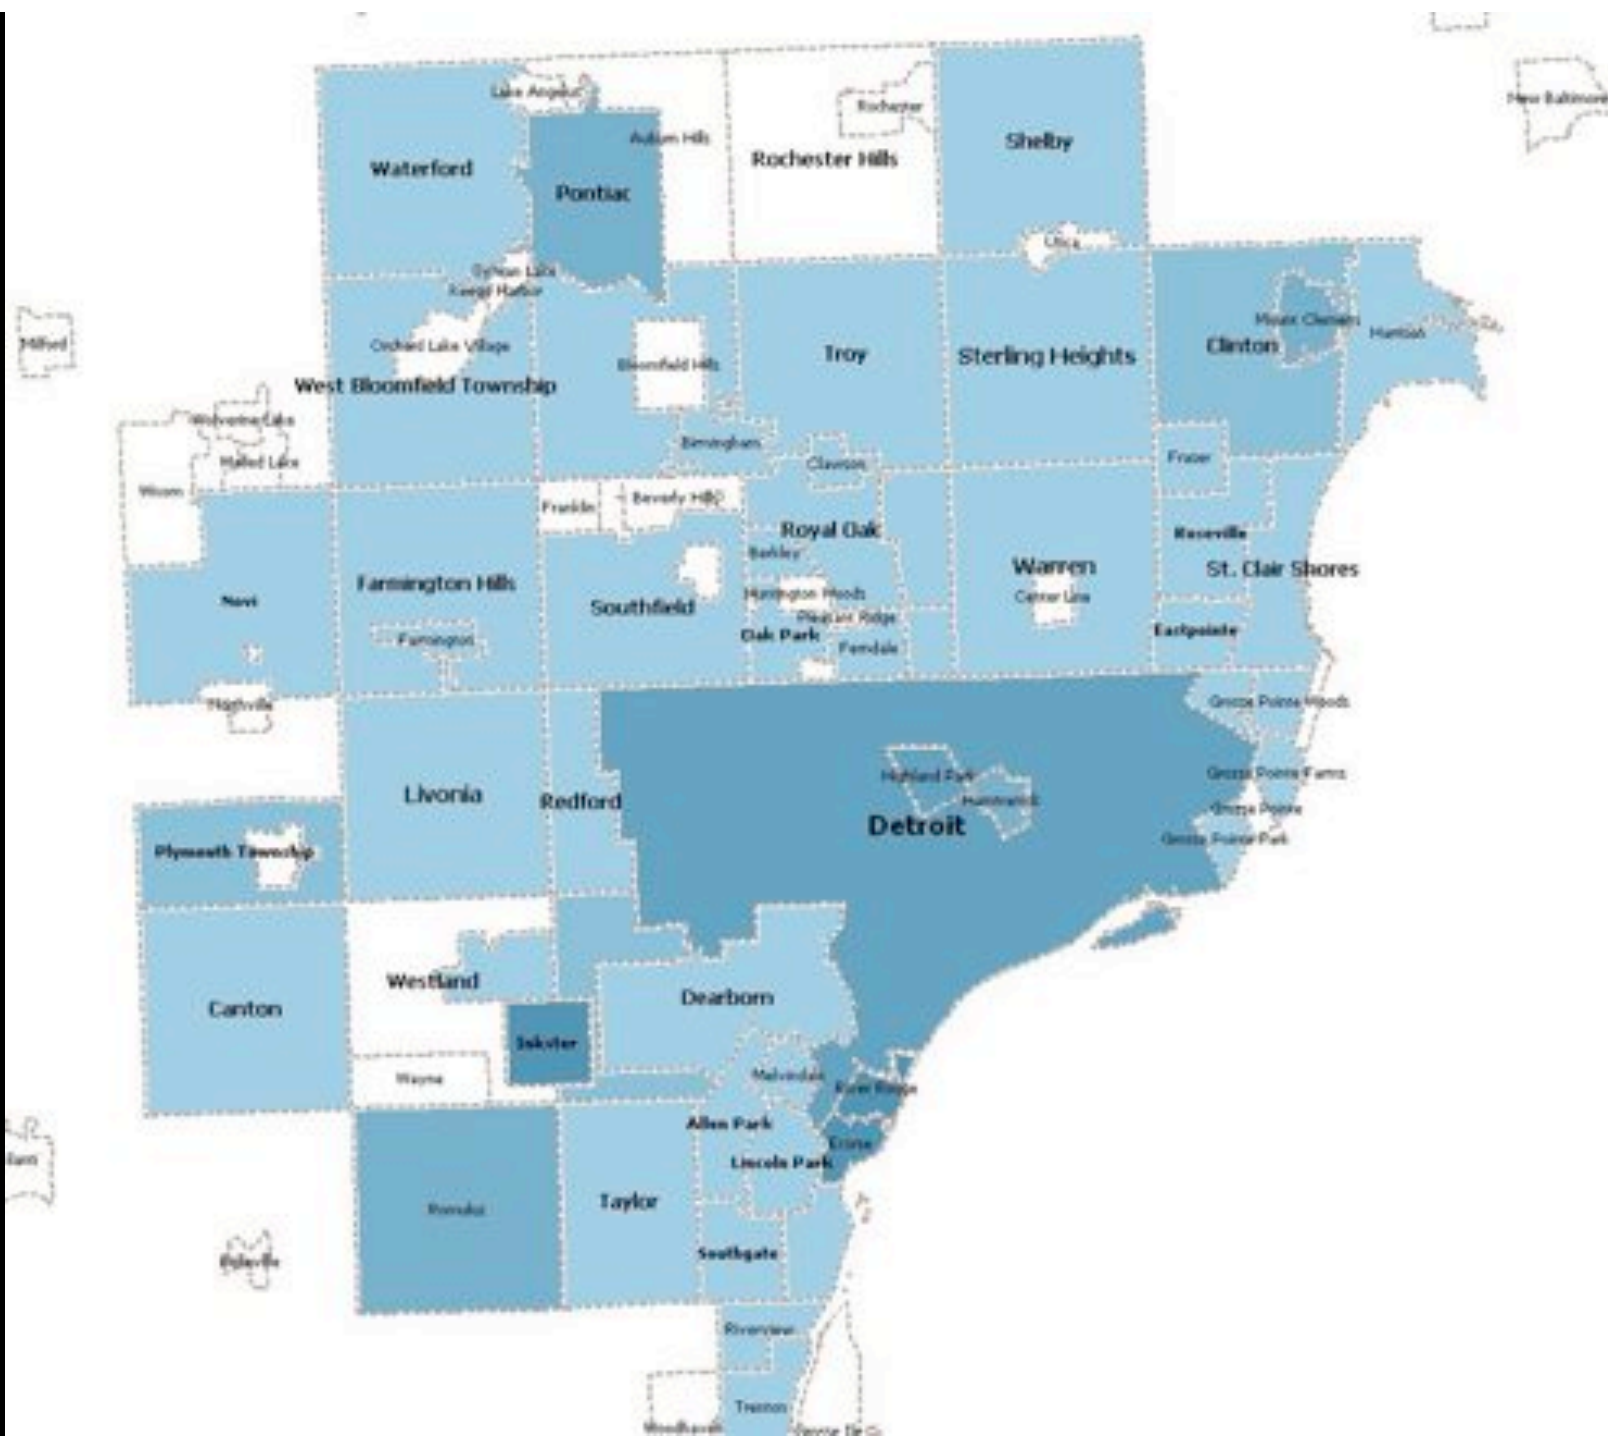 New Baltimore
Lake Angelus
Rochester
Auburn Hills
Shelby
Rochester Hills
Waterford
Pontiac
Utica
Sylvan Lake
Keego Harbor
Mount Clemens
Milford
Orchard Lake Village
Clinton
Troy
Sterling Heights
Bloomfield Hills
West Bloomfield Township
Wolverine Lake
Birmingham
Walled Lake
Clawson
Fraser
Wixom
Beverly Hills
Franklin
Royal Oak
Roseville
Berkley
Warren
St. Clair Shores
Farmington Hills
Huntington Woods
Center Line
Novi
Southfield
Pleasant Ridge
Oak Park
Eastpointe
Farmington
Ferndale
Northville
Grosse Pointe Woods
Highland Park
Grosse Pointe Farms
Livonia
Redford
Hamtramck
Grosse Pointe
Detroit
Grosse Pointe Park
Plymouth Township
Westland
Dearborn
Canton
Inkster
Melvindale
Wayne
River Rouge
Allen Park
Ecorse
Lincoln Park
Taylor
Romulus
Southgate
Belleville
Riverview
Trenton
Woodhaven